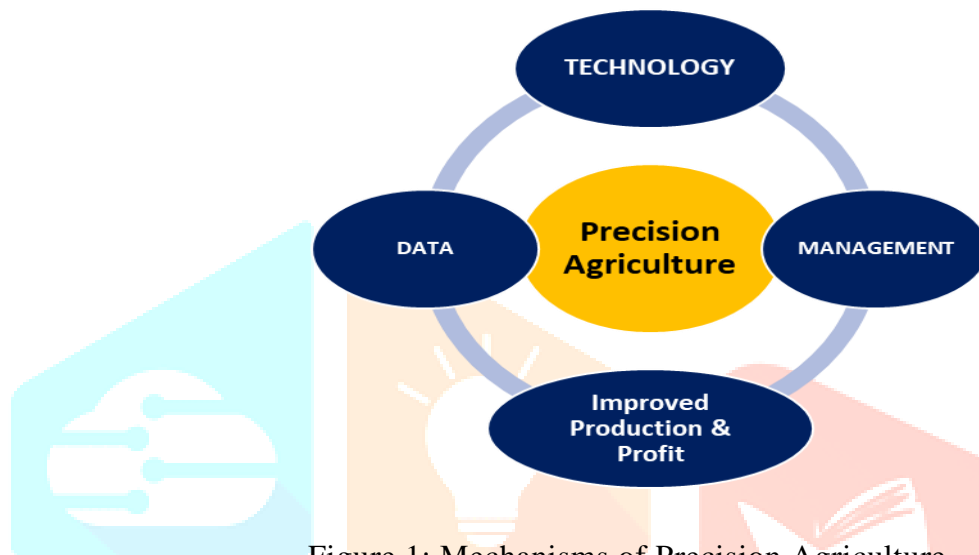 TECHNOLOGY
DATA
Precision
Agriculture
MANAGEMENT
Improved
Production &
Profit
Figure 1: Mechanisms of Precision Agriculture